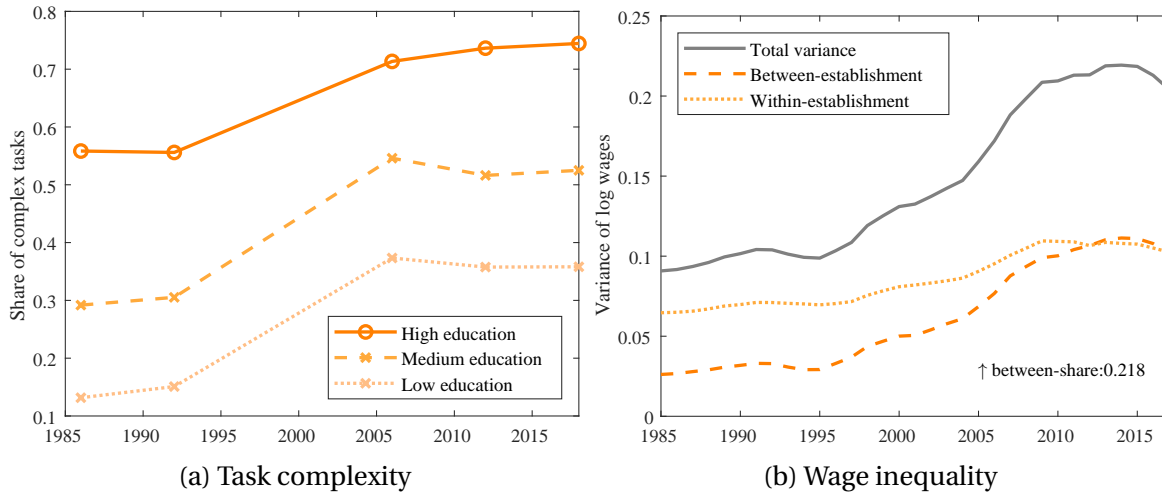 0.8
0.7
0.6
0.5
0.4
0.3
0.2
0.1
Share of complex tasks
High education
Medium education
Low education
1985 1990 1995 2000 2005 2010 2015
(a) Task complexity
0.25
0.2
0.15
0.1
0.05
0
Variance of log wages
Total variance
Between-establishment
Within-establishment
↑ between-share:0.218
1985 1990 1995 2000 2005 2010 2015
(b) Wage inequality